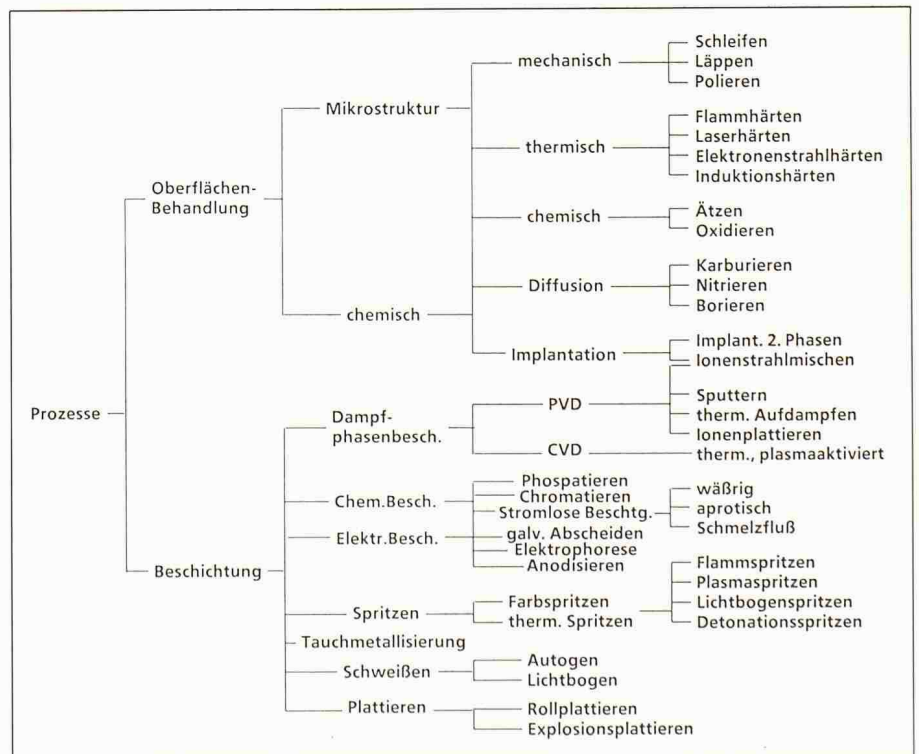 Prozesse
Oberflächen-
Behandlung
Mikrostruktur
mechanisch
Schleifen
Läppen
Polieren
thermisch
Flammhärten
Laserhärten
Elektronenstrahlhärten
Induktionshärten
chemisch
chemisch
Ätzen
Oxidieren
Diffusion
Karburieren
Nitrieren
Borieren
Implantation
Implant. 2. Phasen
Ionenstrahlmischen
Beschichtung
Dampf-
phasenbesch.
PVD
Sputtern
therm. Aufdampfen
Ionenplattieren
CVD
therm., plasmaaktiviert
Chem.Besch.
Phospatieren
Chromatieren
Stromlose Beschtg.
wäßrig
aprotisch
Schmelzfluß
Elektr.Besch.
galv. Abscheiden
Elektrophorese
Anodisieren
Spritzen
Farbspritzen
therm. Spritzen
Flammspritzen
Plasmaspritzen
Lichtbogenspritzen
Detonationsspritzen
Tauchmetallisierung
Schweißen
Autogen
Lichtbogen
Plattieren
Rollplattieren
Explosionsplattieren